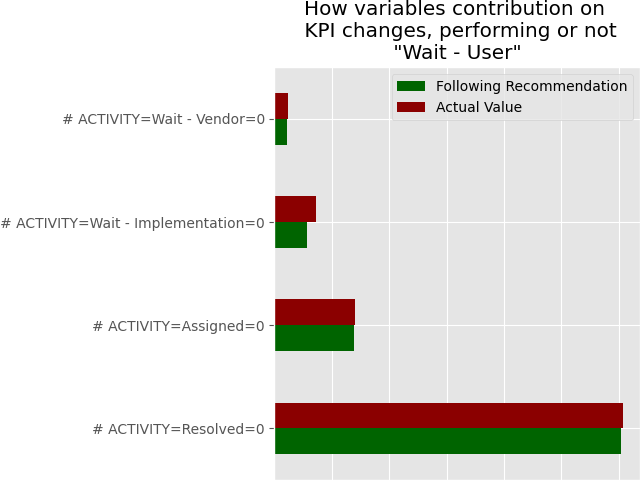 How variables contribution on
KPI changes, performing or not
"Wait - User"
Following Recommendation
Actual Value
# ACTIVITY=Wait - Vendor=0
# ACTIVITY=Wait - Implementation=0
# ACTIVITY=Assigned=0
# ACTIVITY=Resolved=0